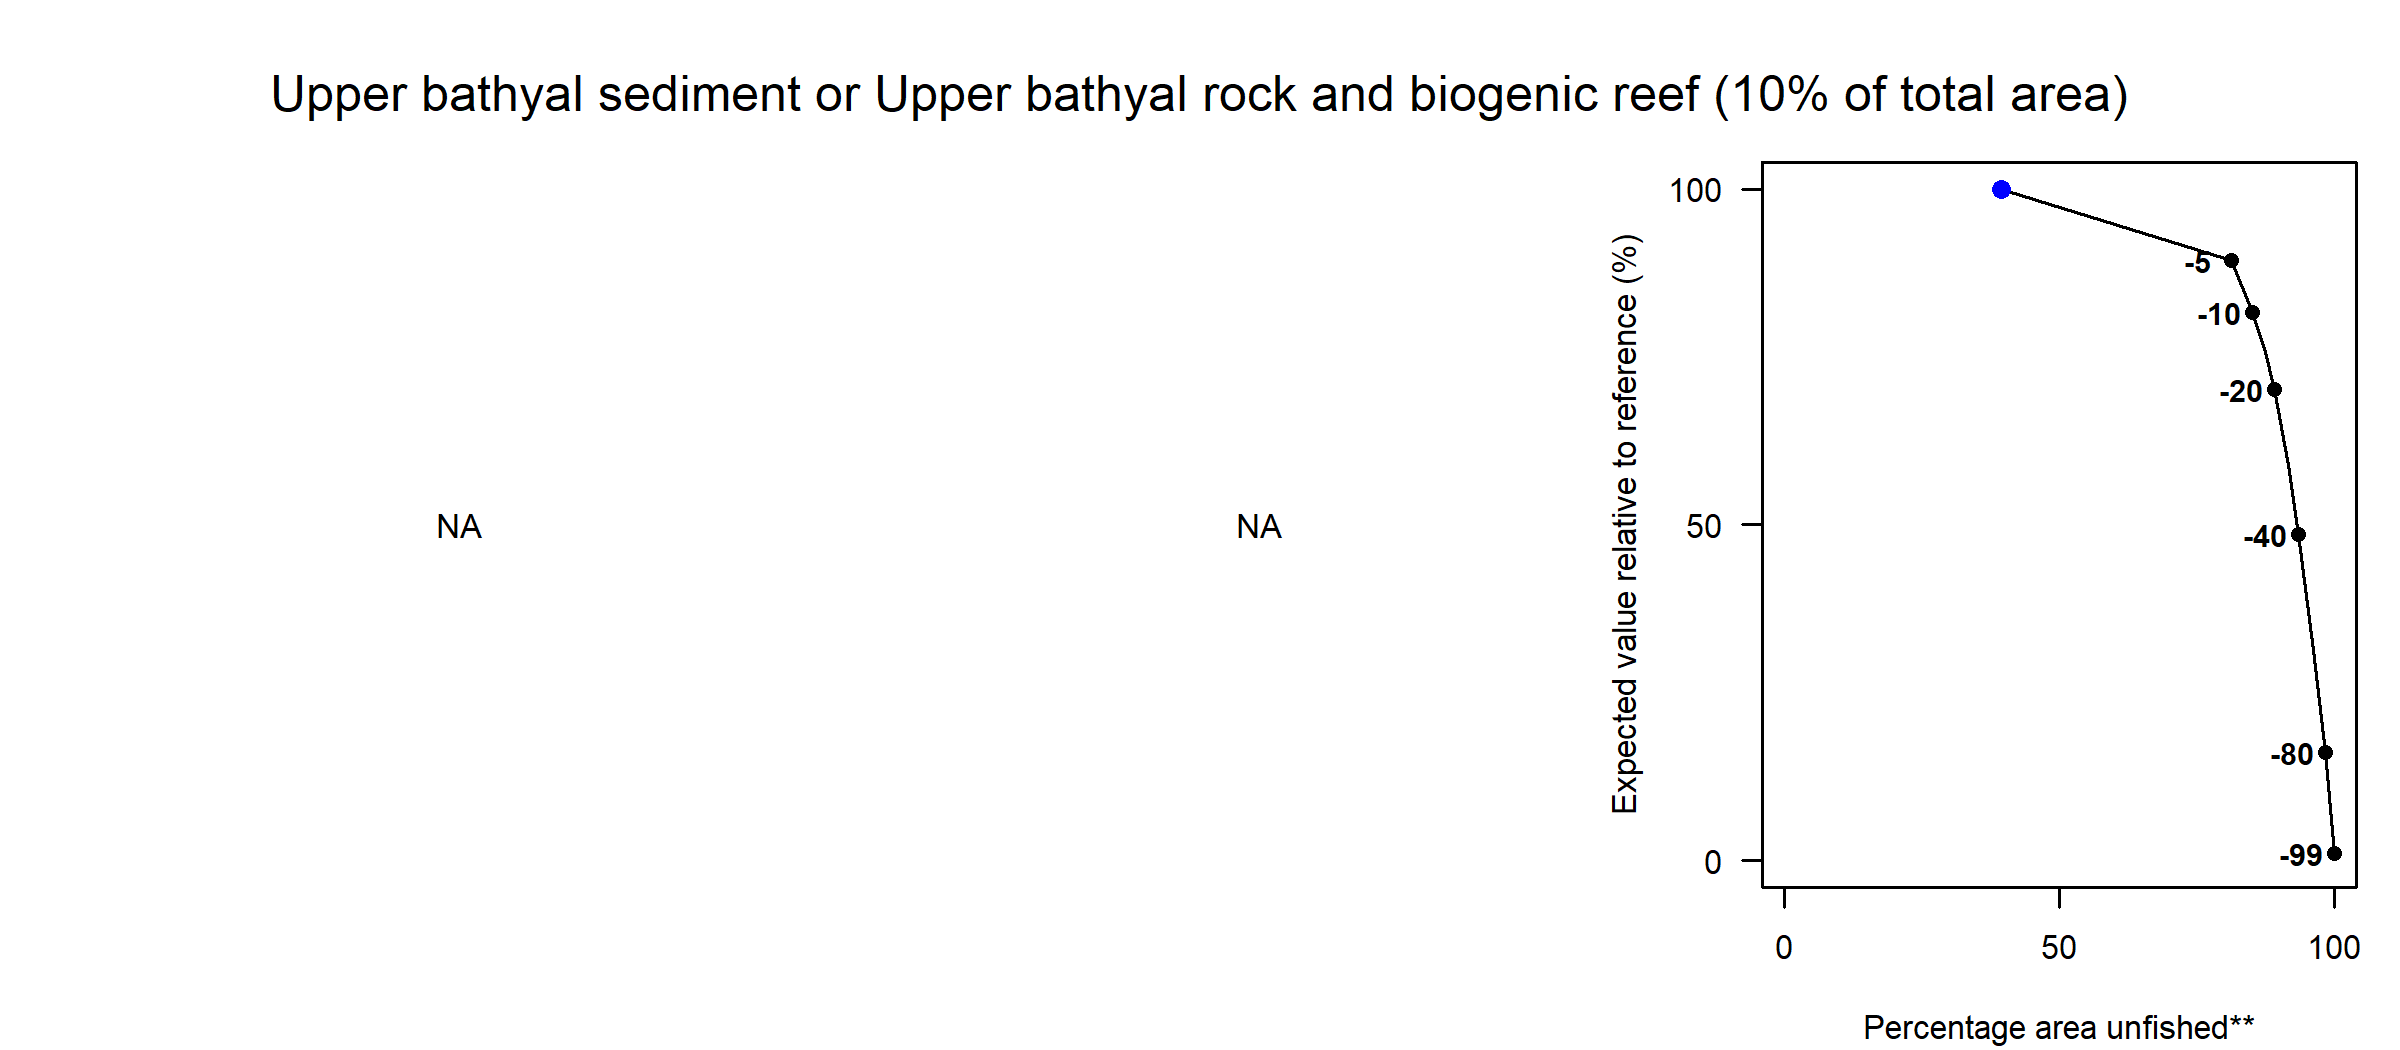 Upper bathyal sediment or Upper bathyal rock and biogenic reef (10% of total area)
NA
NA
Expected value relative to reference (%)
100
50
0
-5
-10
-20
-40
-80
-99
0 50 100
Percentage area unfished**